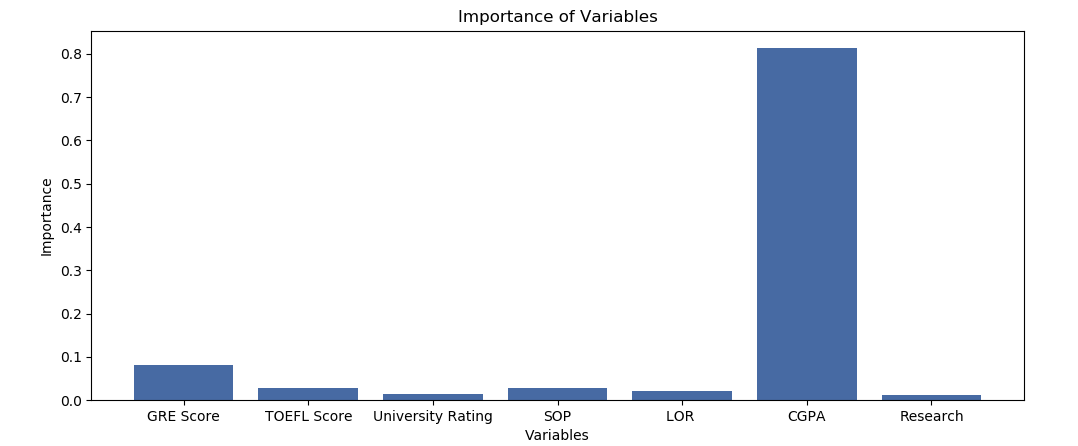 Importance of Variables
0.8
0.7
0.6
0.5
0.4
0.3
0.2
0.1
0.0
Importance
GRE Score TOEFL Score University Rating SOP LOR CGPA Research
Variables